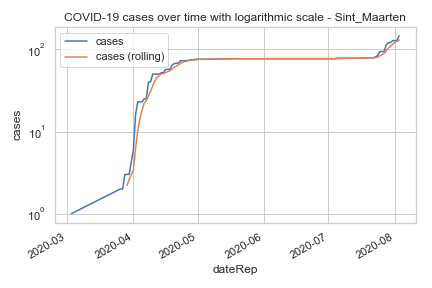 COVID-19 cases over time with logarithmic scale - Sint_Maarten
cases
cases (rolling)
10²
10¹
10⁰
cases
2020-03
2020-04
2020-05
2020-06
2020-07
2020-08
dateRep